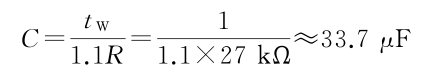 C = t_W / 1.1R = 1 / 1.1×27 kΩ ≈ 33.7 μF